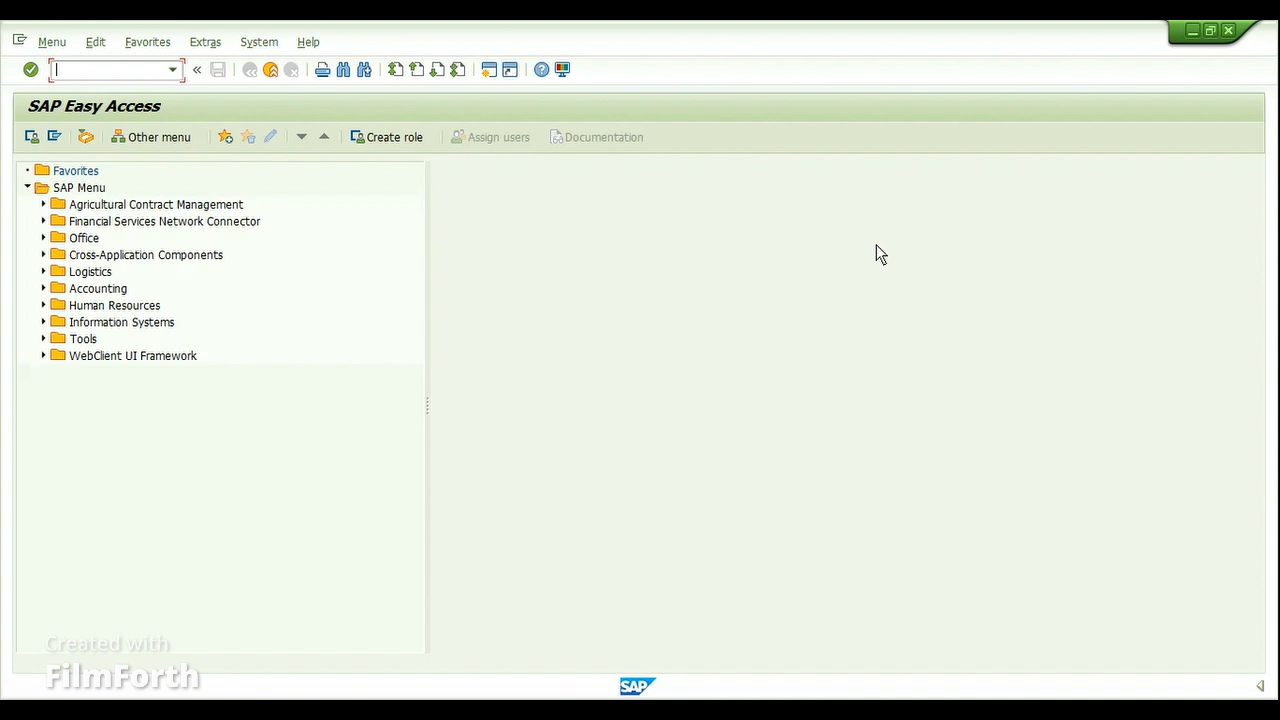 Menu Edit Favorites Extras System Help
SAP Easy Access
Other menu Create role Assign users Documentation
Favorites
SAP Menu
Agricultural Contract Management
Financial Services Network Connector
Office
Cross-Application Components
Logistics
Accounting
Human Resources
Information Systems
Tools
WebClient UI Framework
Created with
FilmForth
SAP